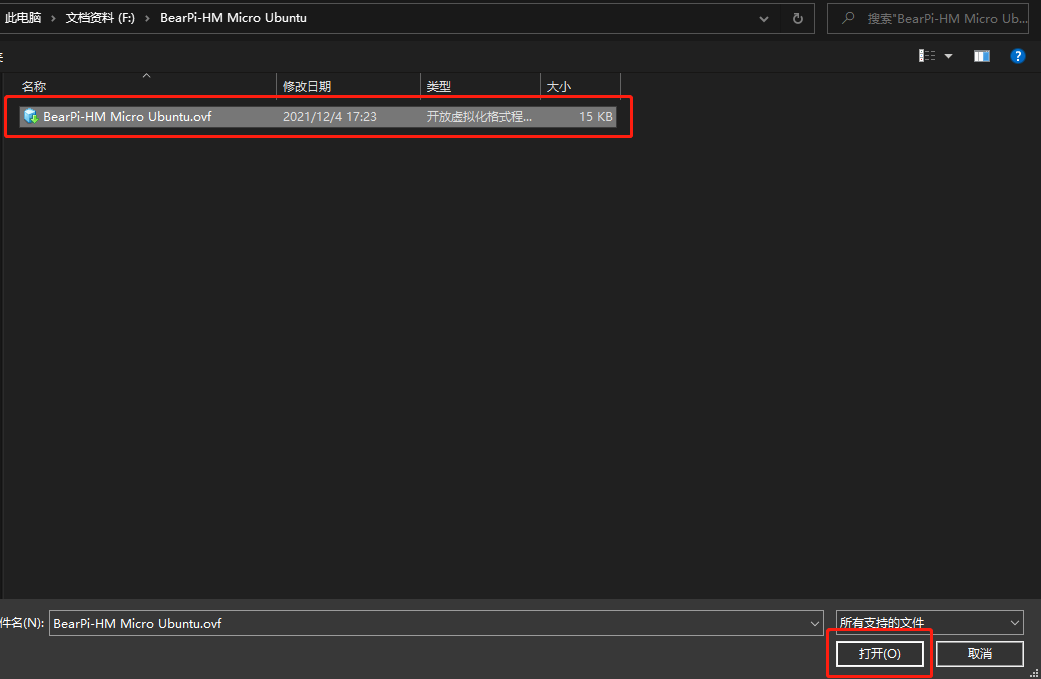 此电脑 › 文档资料 (F:) › BearPi-HM Micro Ubuntu
搜索"BearPi-HM Micro Ub...
名称 修改日期 类型 大小
BearPi-HM Micro Ubuntu.ovf 2021/12/4 17:23 开放虚拟化格式程... 15 KB
件名(N): BearPi-HM Micro Ubuntu.ovf 所有支持的文件
打开(O) 取消